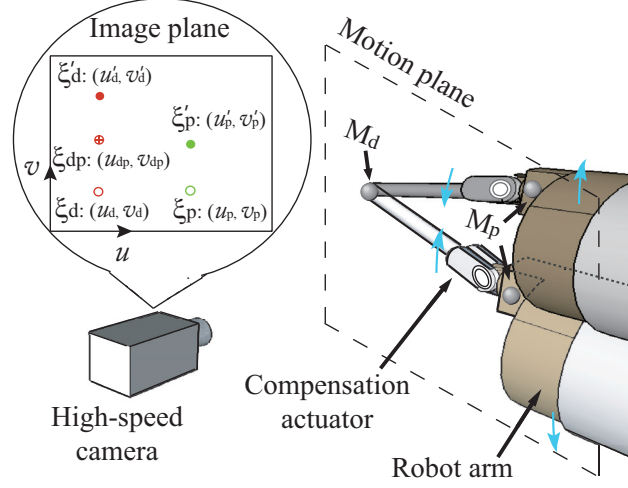 Image plane
ξ′d: (u′d, v′d)
ξ′p: (u′p, v′p)
ξdp: (udp, vdp)
v
ξd: (ud, vd)
ξp: (up, vp)
u
High-speed
camera
Motion plane
Md
Mp
Compensation
actuator
Robot arm